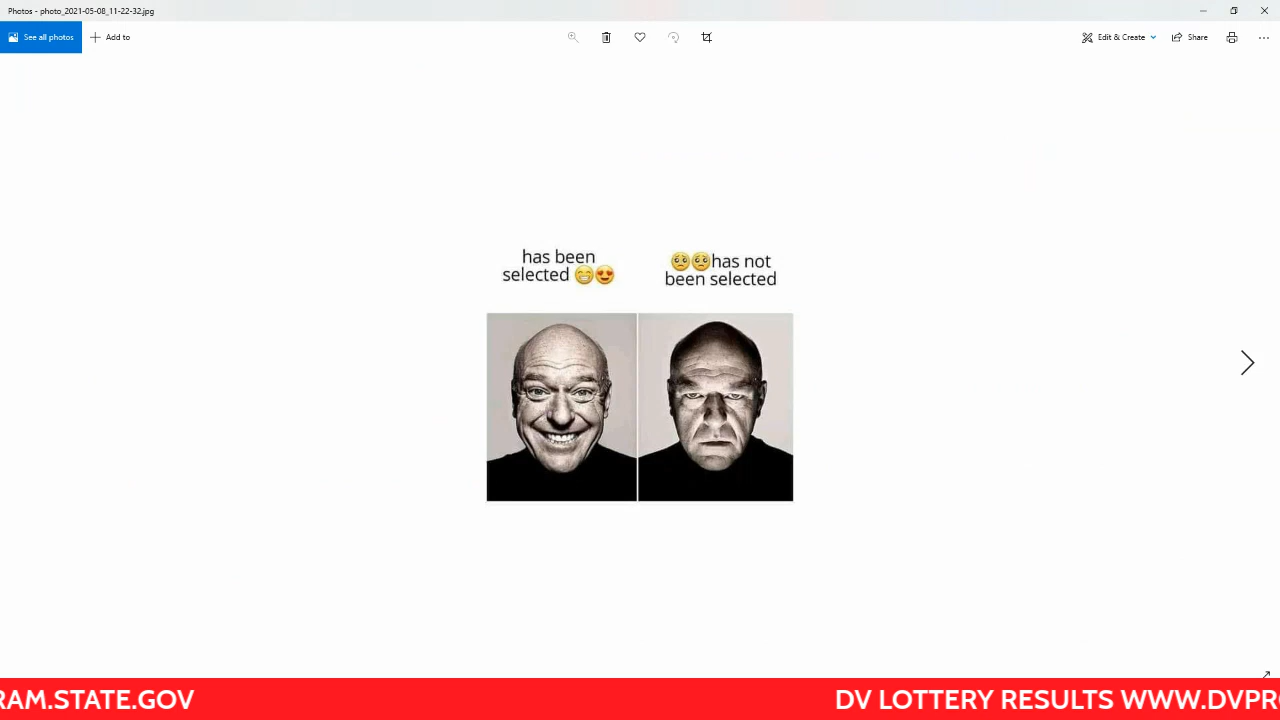 Photos - photo_2021-05-08_11-22-32.jpg
See all photos
Add to
Edit & Create
Share
has been
selected 😁😍
🥺🥺has not
been selected
RAM.STATE.GOV
DV LOTTERY RESULTS WWW.DVPR